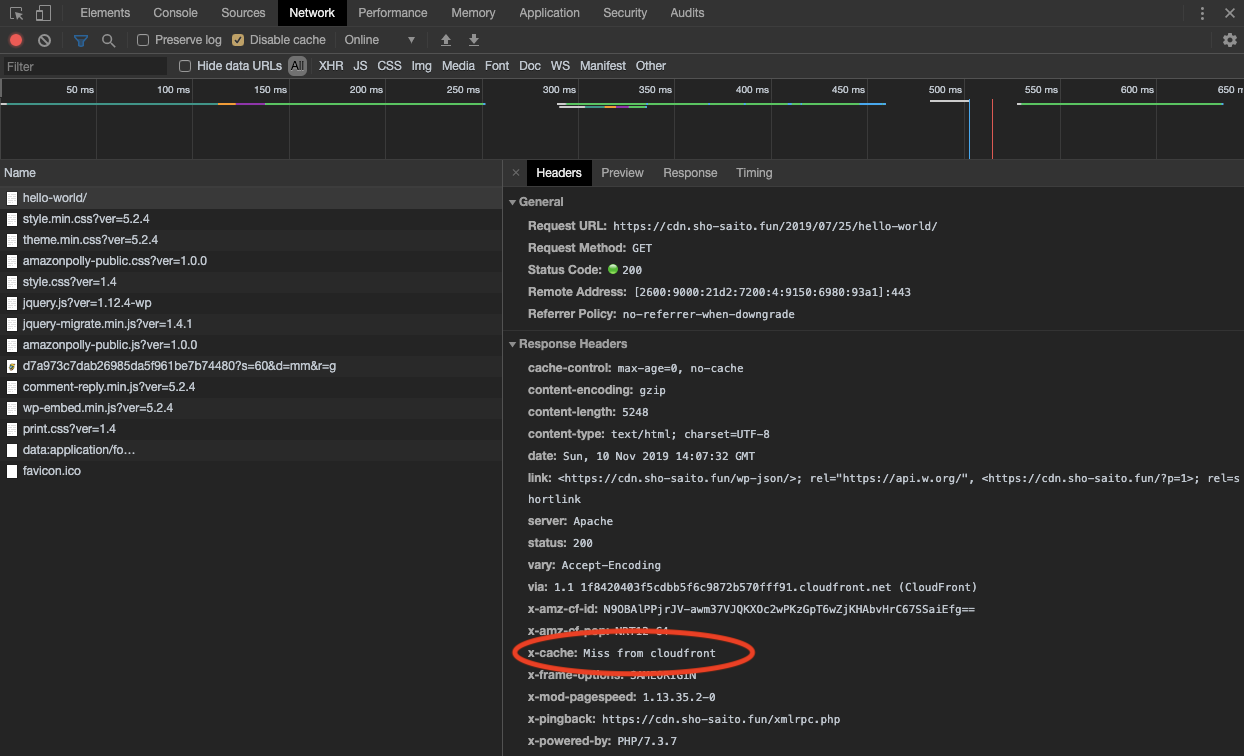 Elements Console Sources Network Performance Memory Application Security Audits
Preserve log Disable cache Online
Filter Hide data URLs All XHR JS CSS Img Media Font Doc WS Manifest Other
50 ms 100 ms 150 ms 200 ms 250 ms 300 ms 350 ms 400 ms 450 ms 500 ms 550 ms 600 ms 650 m
Name
hello-world/
style.min.css?ver=5.2.4
theme.min.css?ver=5.2.4
amazonpolly-public.css?ver=1.0.0
style.css?ver=1.4
jquery.js?ver=1.12.4-wp
jquery-migrate.min.js?ver=1.4.1
amazonpolly-public.js?ver=1.0.0
d7a973c7dab26985da5f961be7b74480?s=60&d=mm&r=g
comment-reply.min.js?ver=5.2.4
wp-embed.min.js?ver=5.2.4
print.css?ver=1.4
data:application/fo…
favicon.ico
Headers Preview Response Timing
General
Request URL: https://cdn.sho-saito.fun/2019/07/25/hello-world/
Request Method: GET
Status Code: 200
Remote Address: [2600:9000:21d2:7200:4:9150:6980:93a1]:443
Referrer Policy: no-referrer-when-downgrade
Response Headers
cache-control: max-age=0, no-cache
content-encoding: gzip
content-length: 5248
content-type: text/html; charset=UTF-8
date: Sun, 10 Nov 2019 14:07:32 GMT
link: <https://cdn.sho-saito.fun/wp-json/>; rel="https://api.w.org/", <https://cdn.sho-saito.fun/?p=1>; rel=s
hortlink
server: Apache
status: 200
vary: Accept-Encoding
via: 1.1 1f8420403f5cdbb5f6c9872b570fff91.cloudfront.net (CloudFront)
x-amz-cf-id: N9OBAlPPjrJV-awm37VJQKXOc2wPKzGpT6wZjKHAbvHrC67SSaiEfg==
x-amz-cf-pop: NRT12-C4
x-cache: Miss from cloudfront
x-frame-options: SAMEORIGIN
x-mod-pagespeed: 1.13.35.2-0
x-pingback: https://cdn.sho-saito.fun/xmlrpc.php
x-powered-by: PHP/7.3.7